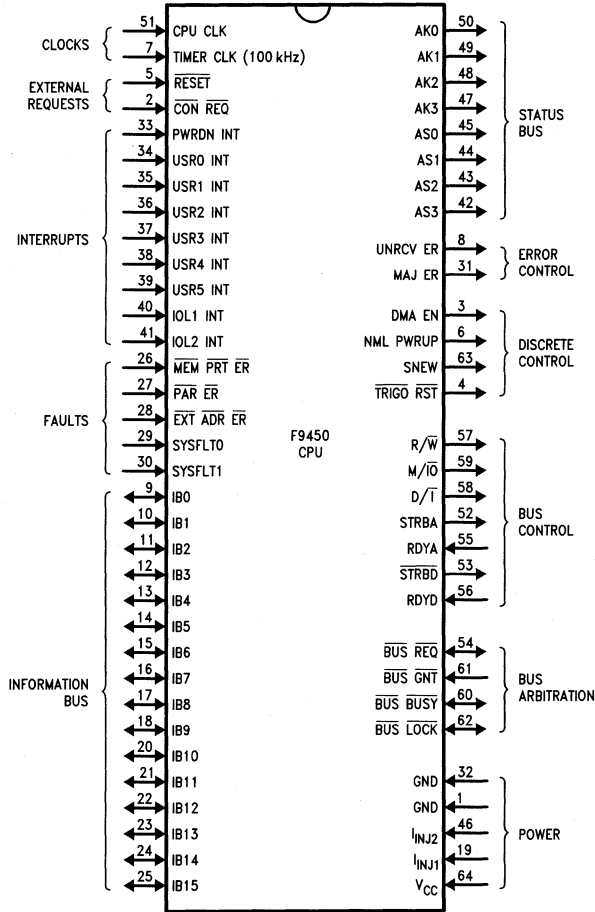 CLOCKS
51 CPU CLK
7 TIMER CLK (100 kHz)
EXTERNAL
REQUESTS
5 RESET
2 CON REQ
INTERRUPTS
33 PWRDN INT
34 USR0 INT
35 USR1 INT
36 USR2 INT
37 USR3 INT
38 USR4 INT
39 USR5 INT
40 IOL1 INT
41 IOL2 INT
FAULTS
26 MEM PRT ER
27 PAR ER
28 EXT ADR ER
29 SYSFLT0
30 SYSFLT1
INFORMATION
BUS
9 IB0
10 IB1
11 IB2
12 IB3
13 IB4
14 IB5
15 IB6
16 IB7
17 IB8
18 IB9
20 IB10
21 IB11
22 IB12
23 IB13
24 IB14
25 IB15
F9450
CPU
AK0 50
AK1 49
AK2 48
AK3 47
AS0 45
AS1 44
AS2 43
AS3 42
STATUS
BUS
UNRCV ER 8
MAJ ER 31
ERROR
CONTROL
DMA EN 3
NML PWRUP 6
SNEW 63
TRIGO RST 4
DISCRETE
CONTROL
R/W 57
M/IO 59
D/I 58
STRBA 52
RDYA 55
STRBD 53
RDYD 56
BUS
CONTROL
BUS REQ 54
BUS GNT 61
BUS BUSY 60
BUS LOCK 62
BUS
ARBITRATION
GND 32
GND 1
IINJ2 46
IINJ1 19
VCC 64
POWER